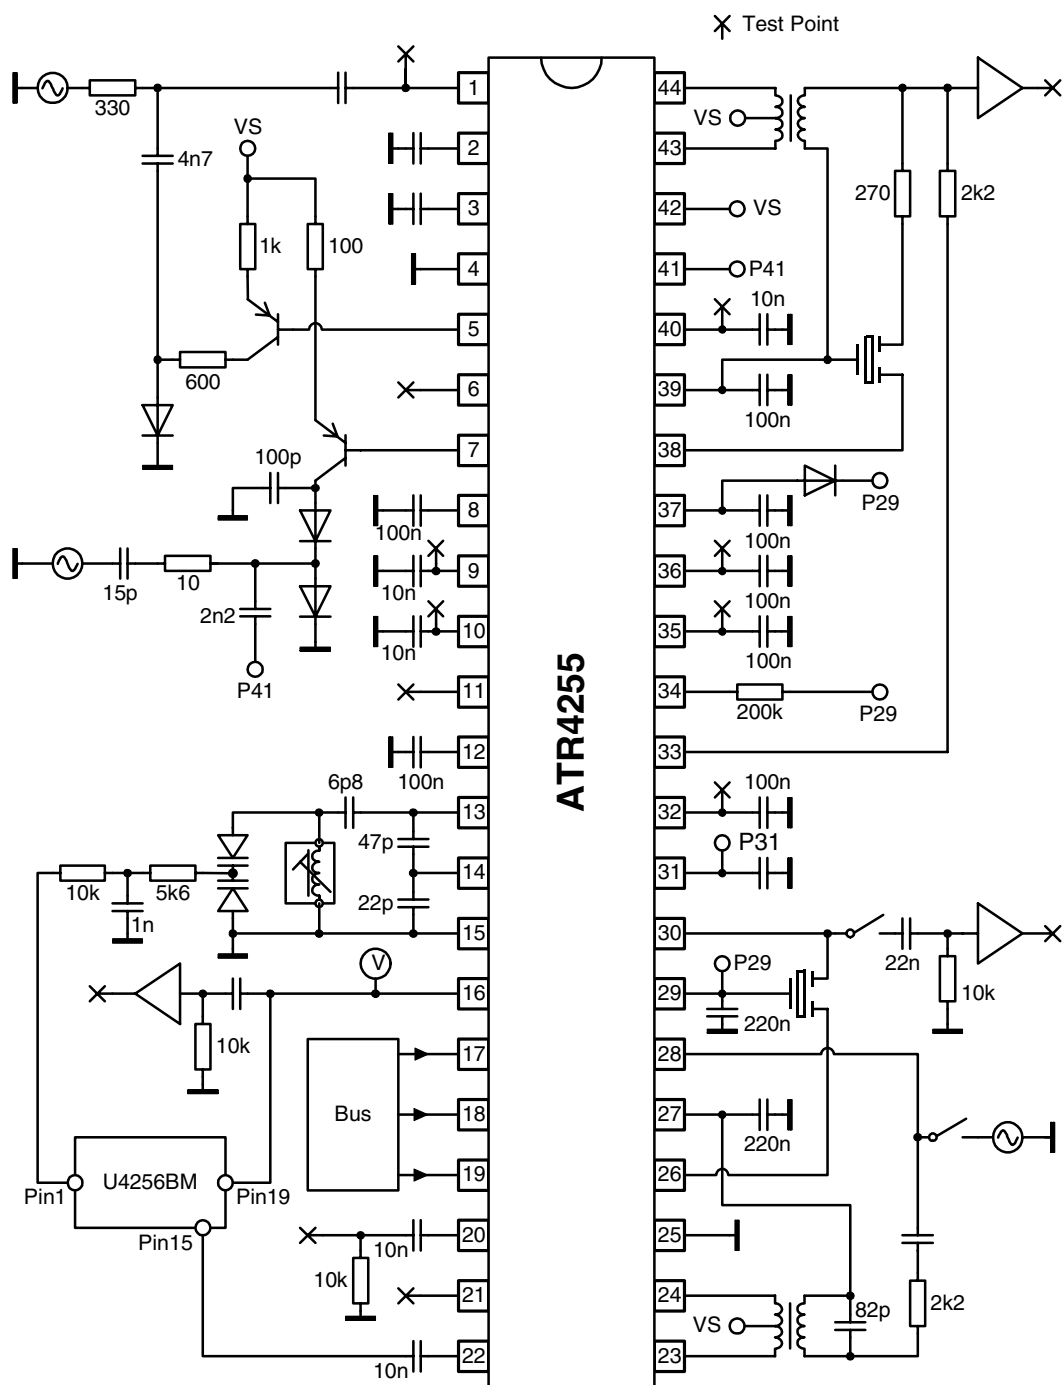 Test Point
330
1
44
VS
VS
4n7
2
43
270
2k2
3
42
VS
1k
100
4
41
P41
10n
5
40
600
6
39
100n
7
38
100p
8
37
P29
100n
100n
9
36
15p
10
10n
100n
2n2
10
35
10n
100n
P41
11
34
200k
P29
ATR4255
12
33
100n
6p8
13
32
100n
47p
P31
10k
5k6
14
31
1n
22p
15
30
22n
V
P29
10k
16
29
220n
10k
17
28
Bus
18
27
220n
U4256BM
19
26
Pin1
Pin19
Pin15
20
25
10n
10k
21
24
82p
2k2
VS
22
23
10n